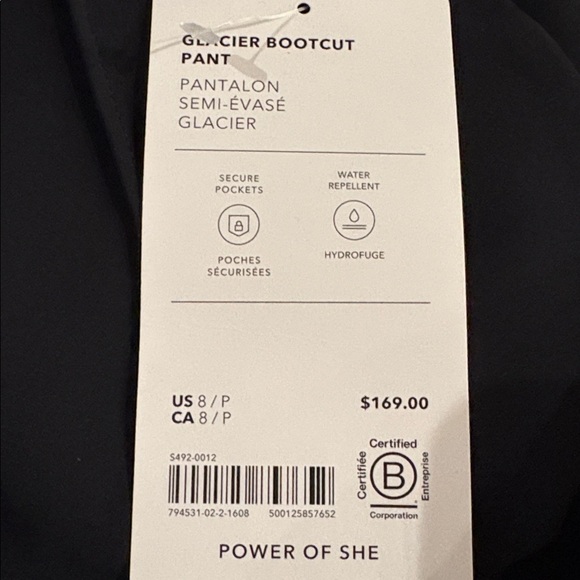 GLACIER BOOTCUT
PANT
PANTALON
SEMI-ÉVASÉ
GLACIER
SECURE
POCKETS
WATER
REPELLENT
POCHES
SÉCURISÉES
HYDROFUGE
US 8 / P
CA 8 / P
$169.00
S492-0012
794531-02-2-1608 500125857652
Certified
Certifiée
B
Entreprise
Corporation
POWER OF SHE